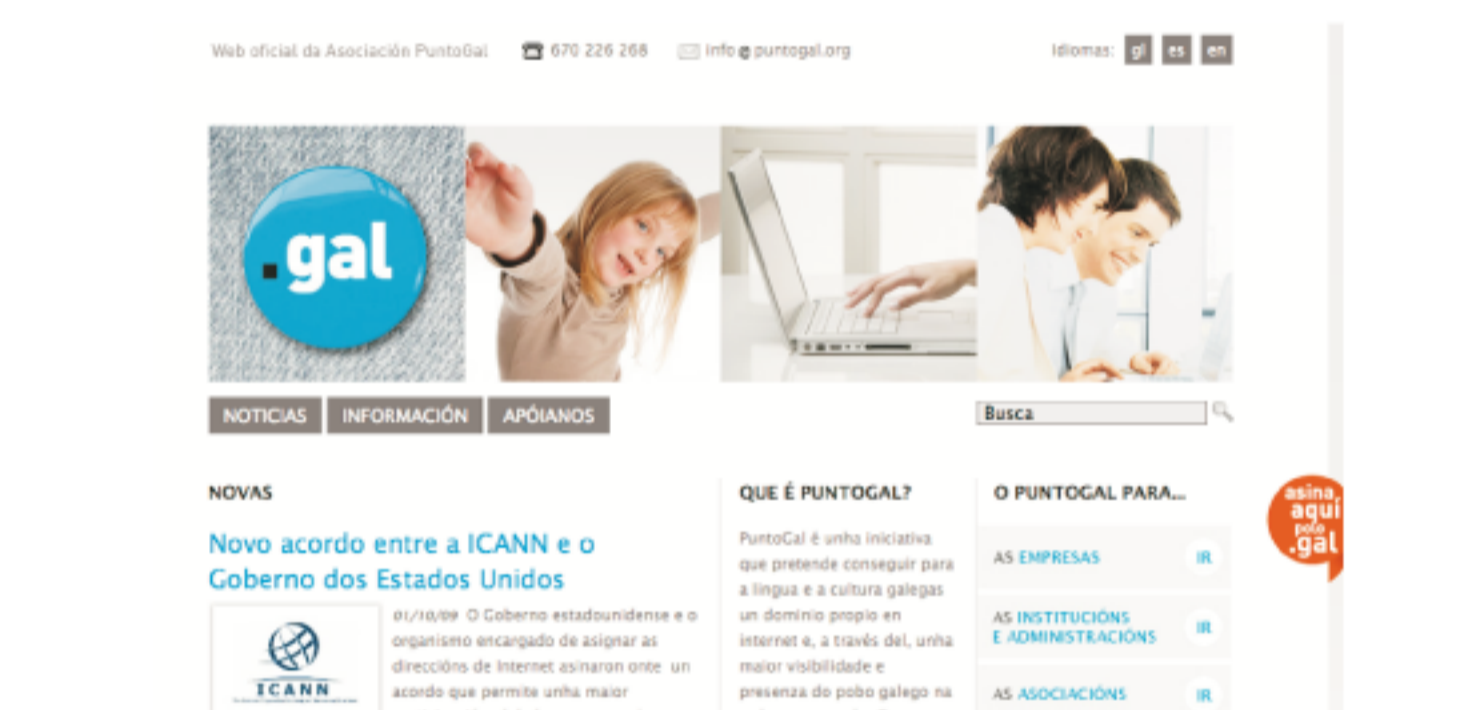 Web oficial da Asociación PuntoGal
670 226 268
info@puntogal.org
Idiomas: gl es en
.gal
NOTICIAS
INFORMACIÓN
APÓIANOS
Busca
NOVAS
Novo acordo entre a ICANN e o
Goberno dos Estados Unidos
ICANN
01/10/09 O Goberno estadounidense e o
organismo encargado de asignar as
direccións de Internet asinaron onte un
acordo que permite unha maior
QUE É PUNTOGAL?
PuntoGal é unha iniciativa
que pretende conseguir para
a lingua e a cultura galegas
un dominio propio en
internet e, a través del, unha
maior visibilidade e
presenza do pobo galego na
O PUNTOGAL PARA...
AS EMPRESAS IR
AS INSTITUCIÓNS
E ADMINISTRACIÓNS IR
AS ASOCIACIÓNS IR
asina
aquí
polo
.gal